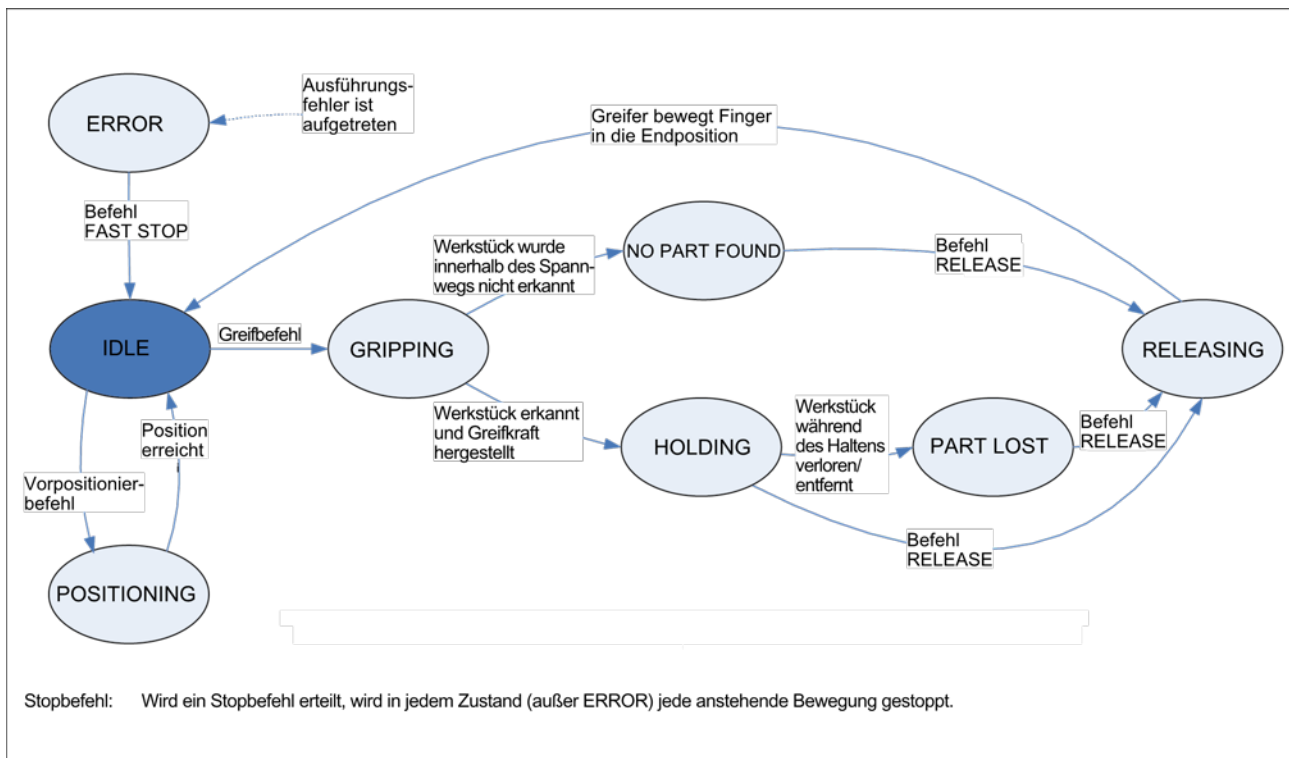 Ausführungs-
fehler ist
aufgetreten
ERROR
Greifer bewegt Finger
in die Endposition
Befehl
FAST STOP
Werkstück wurde
innerhalb des Spann-
wegs nicht erkannt
NO PART FOUND
Befehl
RELEASE
IDLE
Greifbefehl
GRIPPING
RELEASING
Werkstück erkannt
und Greifkraft
hergestellt
HOLDING
Werkstück
während
des Haltens
verloren/
entfernt
PART LOST
Befehl
RELEASE
Position
erreicht
Vorpositionier-
befehl
Befehl
RELEASE
POSITIONING
Stopbefehl: Wird ein Stopbefehl erteilt, wird in jedem Zustand (außer ERROR) jede anstehende Bewegung gestoppt.